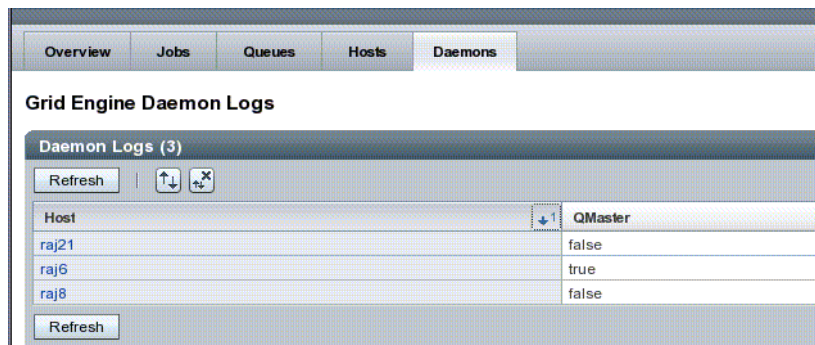 Overview Jobs Queues Hosts Daemons
Grid Engine Daemon Logs
Daemon Logs (3)
Refresh
Host 1 QMaster
raj21 false
raj6 true
raj8 false
Refresh